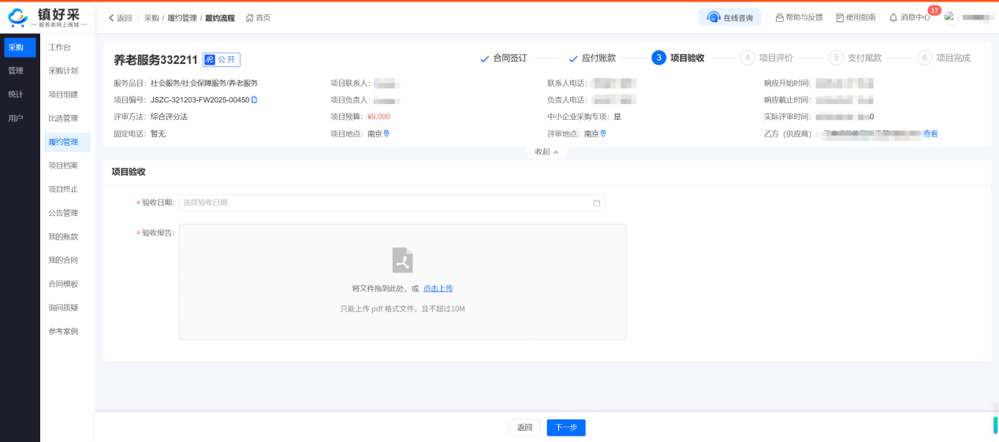 镇好采
服务类网上商城
返回 采购 / 履约管理 / 履约流程 首页
在线咨询 帮助与反馈 使用指南 消息中心 17
采购
管理
统计
用户
工作台
采购计划
项目组建
比选管理
履约管理
项目档案
项目终止
公告管理
我的账款
我的合同
合同模板
询问质疑
参考案例
养老服务332211 公开
合同签订 应付账款 3 项目验收 4 项目评价 5 支付尾款 6 项目完成
服务品目: 社会服务/社会保障服务/养老服务 项目联系人: 联系人电话: 响应开始时间:
项目编号: JSZC-321203-FW2025-00450 项目负责人: 负责人电话: 响应截止时间:
评审方法: 综合评分法 项目预算: ¥9,000 中小企业采购专项: 是 实际评审时间: 0
固定电话: 暂无 项目地点: 南京 评审地点: 南京 乙方（供应商）: 查看
收起
项目验收
* 验收日期: 选择验收日期
* 验收报告:
将文件拖到此处，或 点击上传
只能上传 pdf 格式文件，且不超过10M
返回 下一步